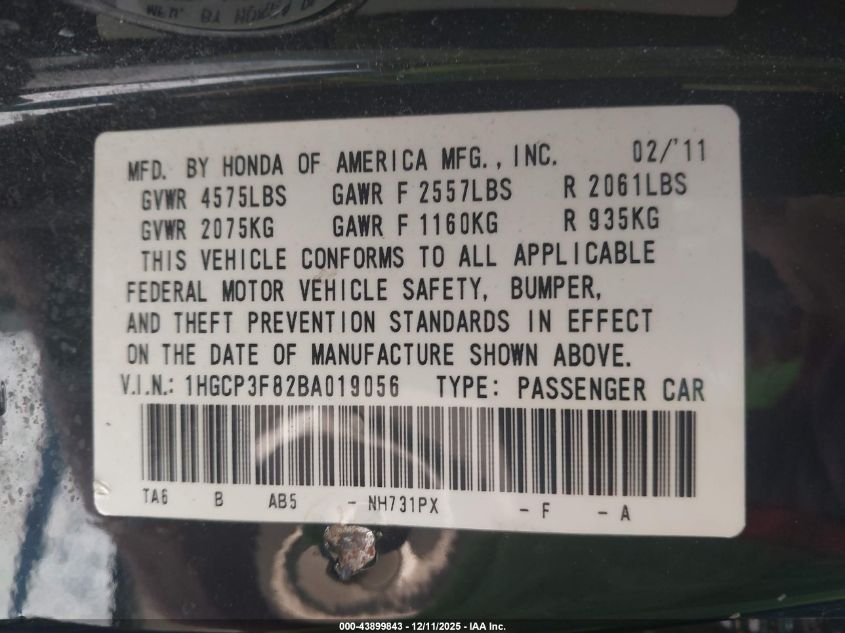 MFD. BY HONDA OF AMERICA MFG., INC. 02/'11
GVWR 4575LBS GAWR F 2557LBS R 2061LBS
GVWR 2075KG GAWR F 1160KG R 935KG
THIS VEHICLE CONFORMS TO ALL APPLICABLE
FEDERAL MOTOR VEHICLE SAFETY, BUMPER,
AND THEFT PREVENTION STANDARDS IN EFFECT
ON THE DATE OF MANUFACTURE SHOWN ABOVE.
V.I.N.: 1HGCP3F82BA019056 TYPE: PASSENGER CAR
TA6 B AB5 - NH731PX - F - A
000-43899843 - 12/11/2025 - IAA Inc.